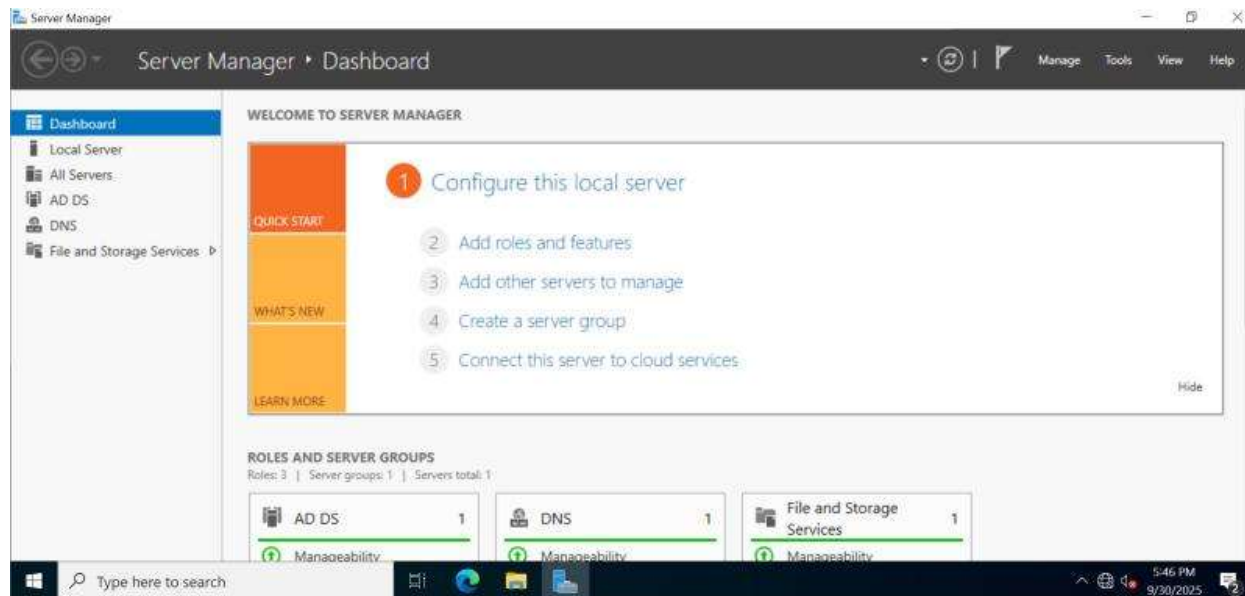 Server Manager
Server Manager • Dashboard
Manage Tools View Help
Dashboard
Local Server
All Servers
AD DS
DNS
File and Storage Services
WELCOME TO SERVER MANAGER
QUICK START
WHAT'S NEW
LEARN MORE
1 Configure this local server
2 Add roles and features
3 Add other servers to manage
4 Create a server group
5 Connect this server to cloud services
Hide
ROLES AND SERVER GROUPS
Roles: 3 | Server groups: 1 | Servers total: 1
AD DS 1
Manageability
DNS 1
Manageability
File and Storage
Services 1
Manageability
Type here to search
5:46 PM
9/30/2025
2